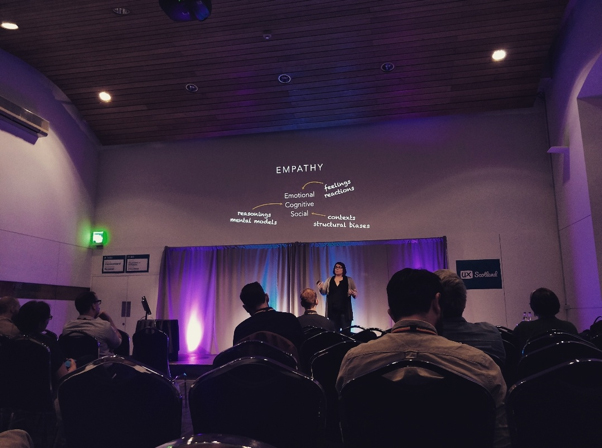 EMPATHY
feelings
reactions
Emotional
Cognitive
Social
reasonings
mental models
contexts
structural biases
UX Scotland